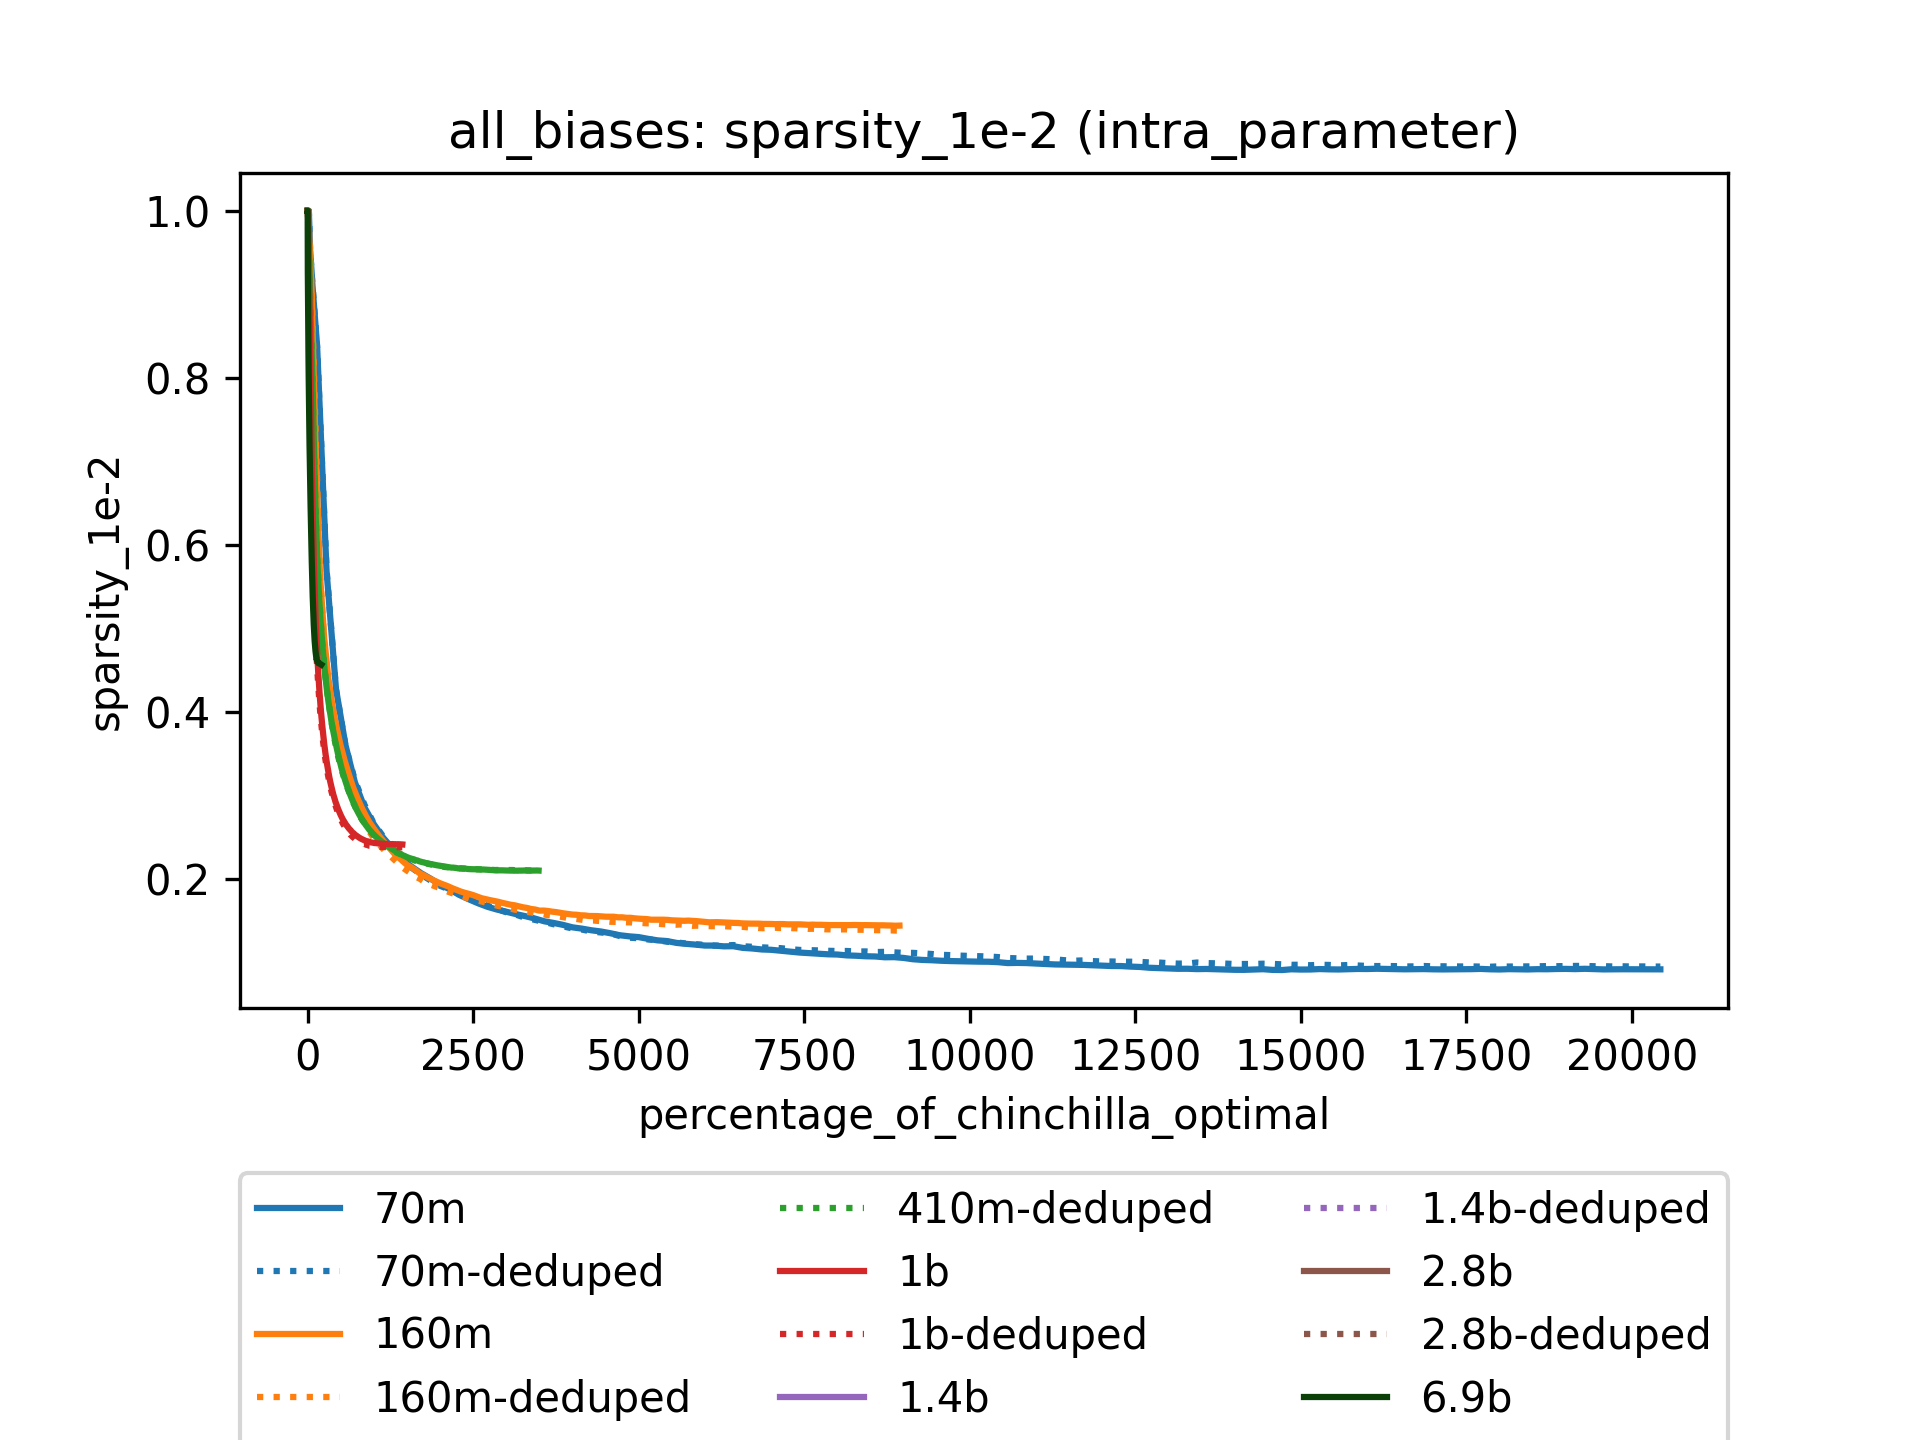 all_biases: sparsity_1e-2 (intra_parameter)
sparsity_1e-2
1.0
0.8
0.6
0.4
0.2
0 2500 5000 7500 10000 12500 15000 17500 20000
percentage_of_chinchilla_optimal
70m 410m-deduped 1.4b-deduped
70m-deduped 1b 2.8b
160m 1b-deduped 2.8b-deduped
160m-deduped 1.4b 6.9b